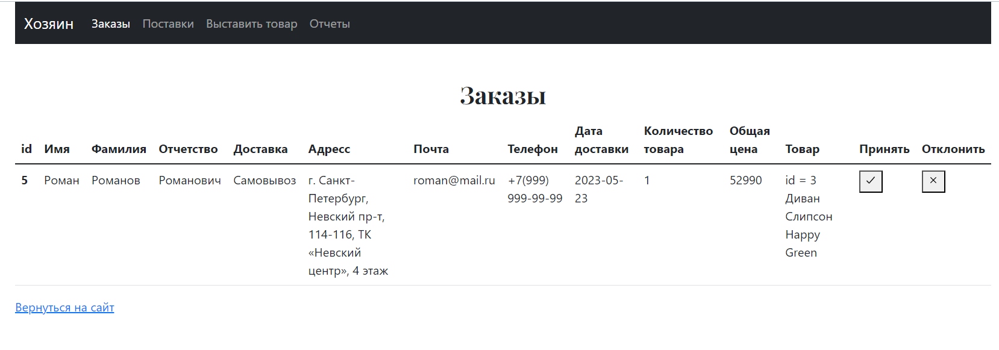 Хозяин Заказы Поставки Выставить товар Отчеты
Заказы
id Имя Фамилия Отчетство Доставка Адресс Почта Телефон Дата доставки Количество товара Общая цена Товар Принять Отклонить
5 Роман Романов Романович Самовывоз г. Санкт- roman@mail.ru +7(999) 2023-05- 1 52990 id = 3
Петербург, 999-99-99 23 Диван
Невский пр-т, Слипсон
114-116, ТК Happy
«Невский Green
центр», 4 этаж
Вернуться на сайт